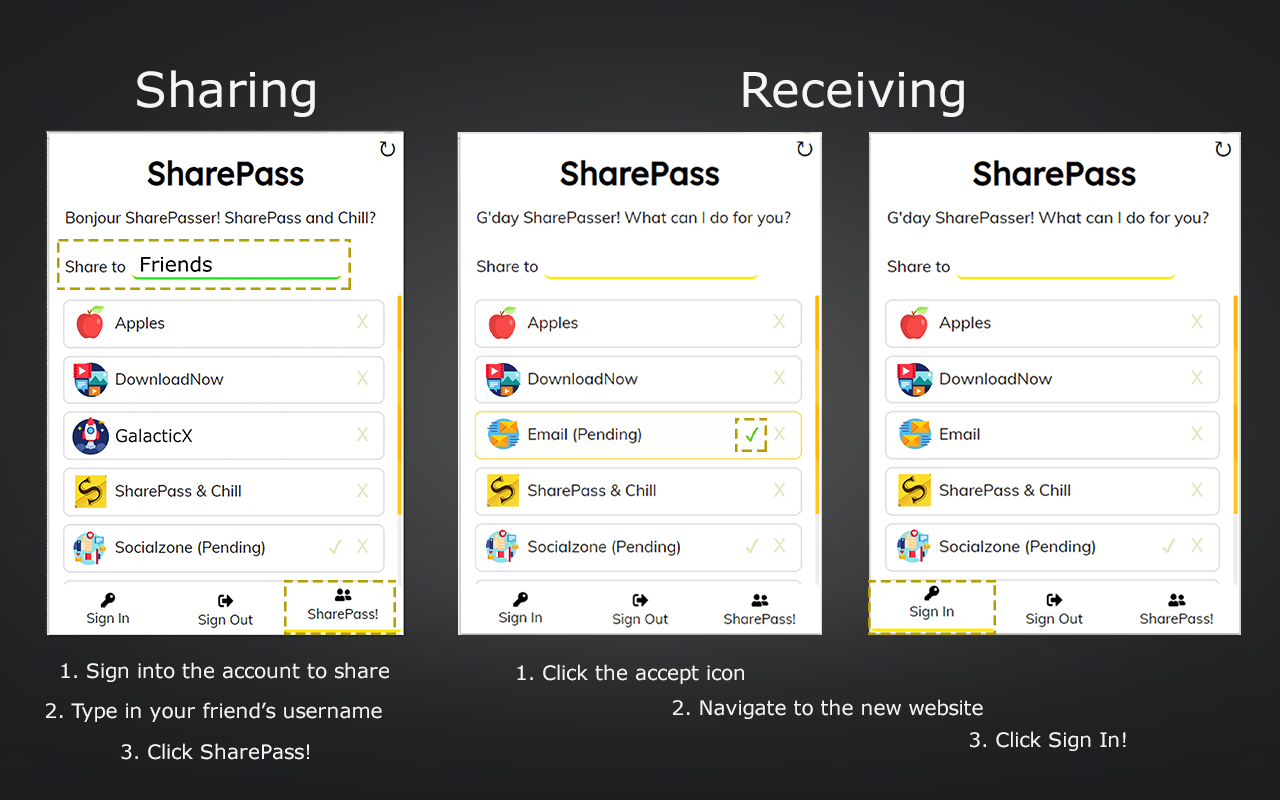 Sharing
SharePass
Bonjour SharePasser! SharePass and Chill?
Share to Friends
Apples X
DownloadNow X
GalacticX X
SharePass & Chill X
Socialzone (Pending) ✓ X
Sign In Sign Out SharePass!
1. Sign into the account to share
2. Type in your friend's username
3. Click SharePass!
Receiving
SharePass
G'day SharePasser! What can I do for you?
Share to
Apples X
DownloadNow X
Email (Pending) ✓ X
SharePass & Chill X
Socialzone (Pending) ✓ X
Sign In Sign Out SharePass!
SharePass
G'day SharePasser! What can I do for you?
Share to
Apples X
DownloadNow X
Email X
SharePass & Chill X
Socialzone (Pending) ✓ X
Sign In Sign Out SharePass!
1. Click the accept icon
2. Navigate to the new website
3. Click Sign In!